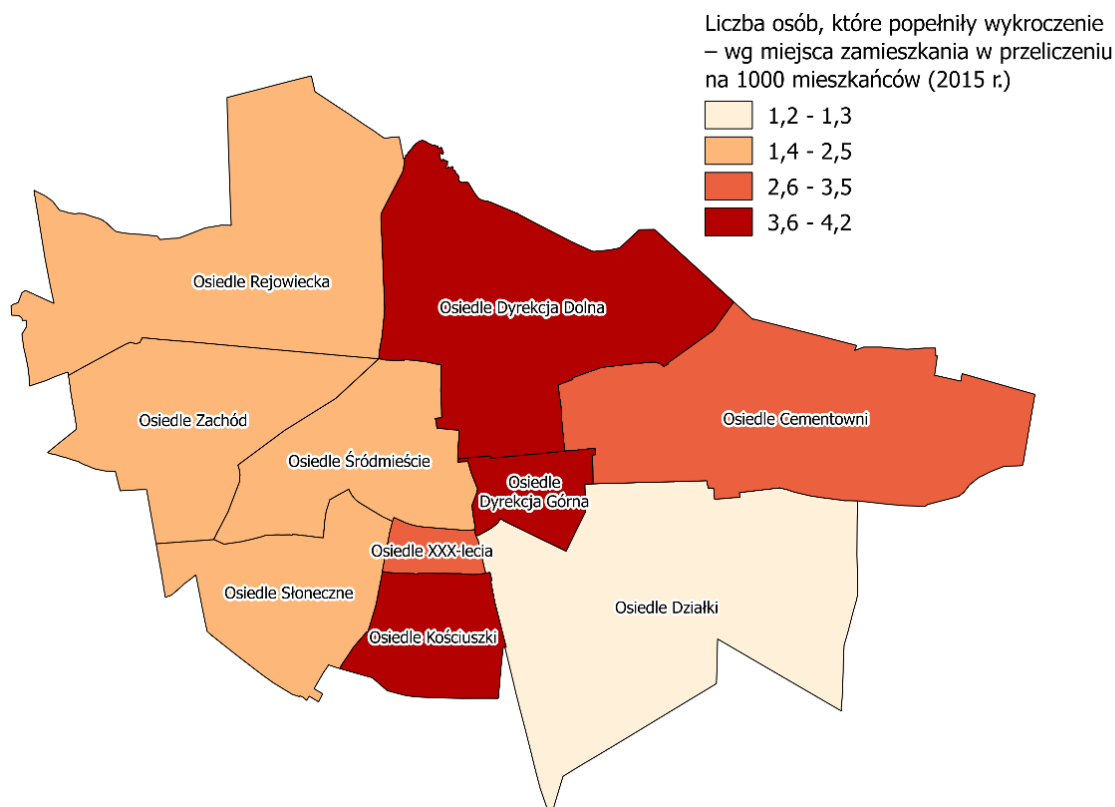 Liczba osób, które popełniły wykroczenie
– wg miejsca zamieszkania w przeliczeniu
na 1000 mieszkańców (2015 r.)
1,2 - 1,3
1,4 - 2,5
2,6 - 3,5
3,6 - 4,2
Osiedle Rejowiecka
Osiedle Dyrekcja Dolna
Osiedle Zachód
Osiedle Cementowni
Osiedle Śródmieście
Osiedle
Dyrekcja Górna
Osiedle XXX-lecia
Osiedle Słoneczne
Osiedle Działki
Osiedle Kościuszki